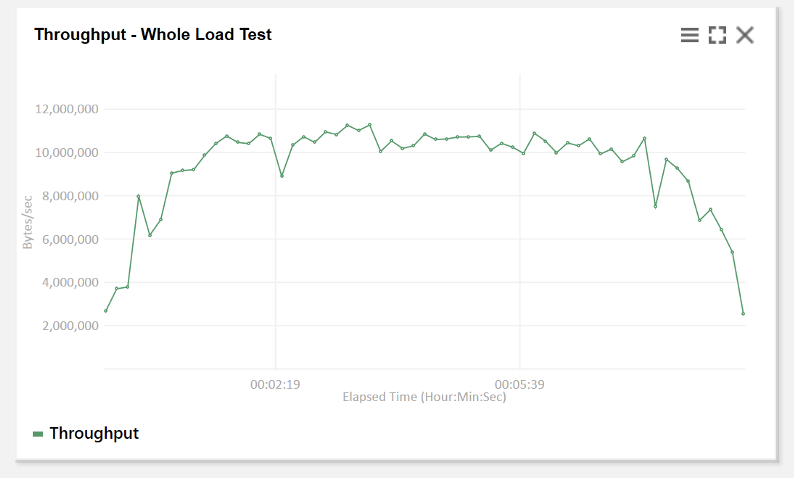 Throughput - Whole Load Test
12,000,000
10,000,000
8,000,000
6,000,000
4,000,000
2,000,000
Bytes/sec
00:02:19 00:05:39
Elapsed Time (Hour:Min:Sec)
Throughput